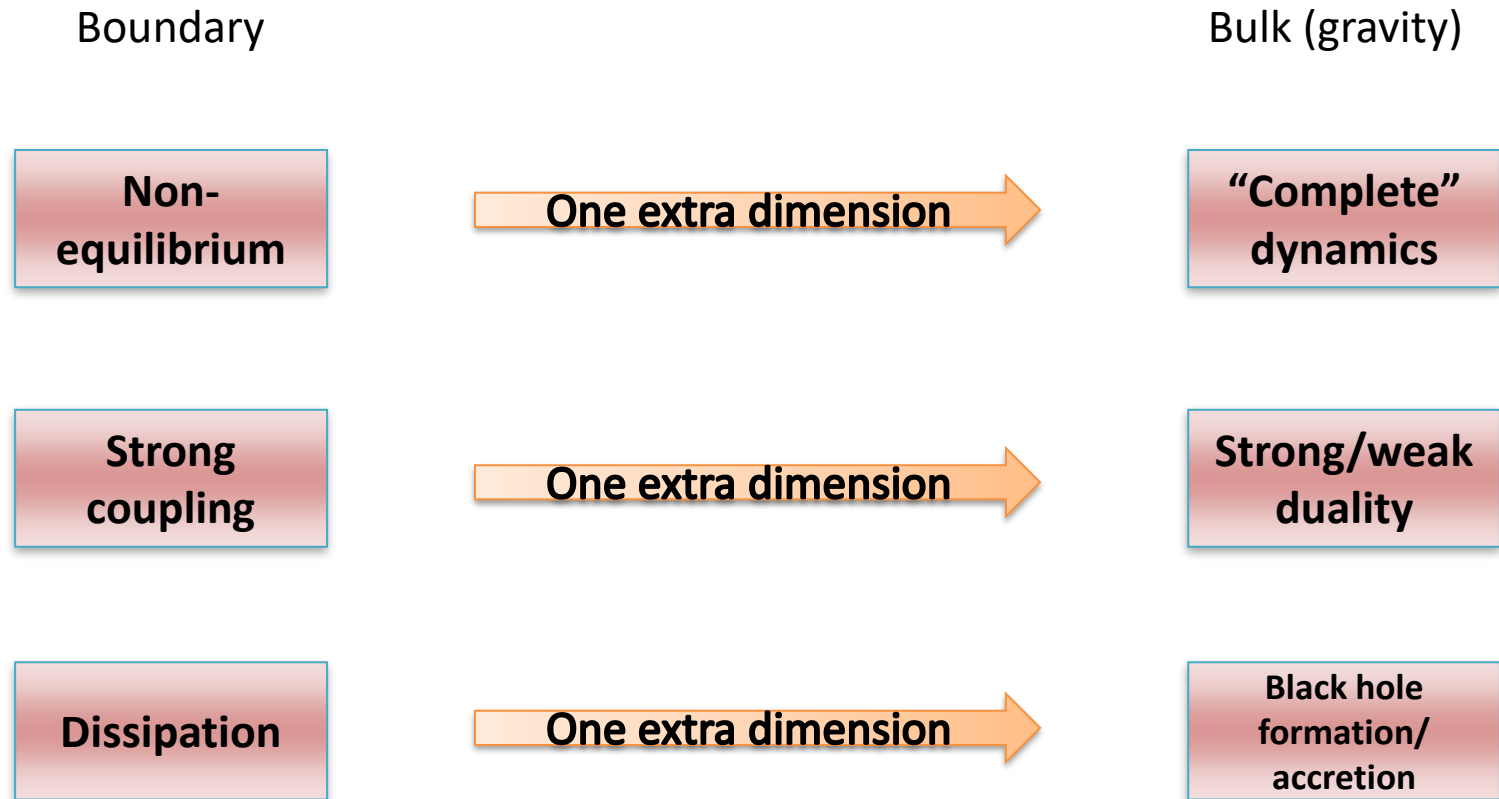 Boundary
Bulk (gravity)
Non-
equilibrium
One extra dimension
“Complete”
dynamics
Strong
coupling
One extra dimension
Strong/weak
duality
Dissipation
One extra dimension
Black hole
formation/
accretion